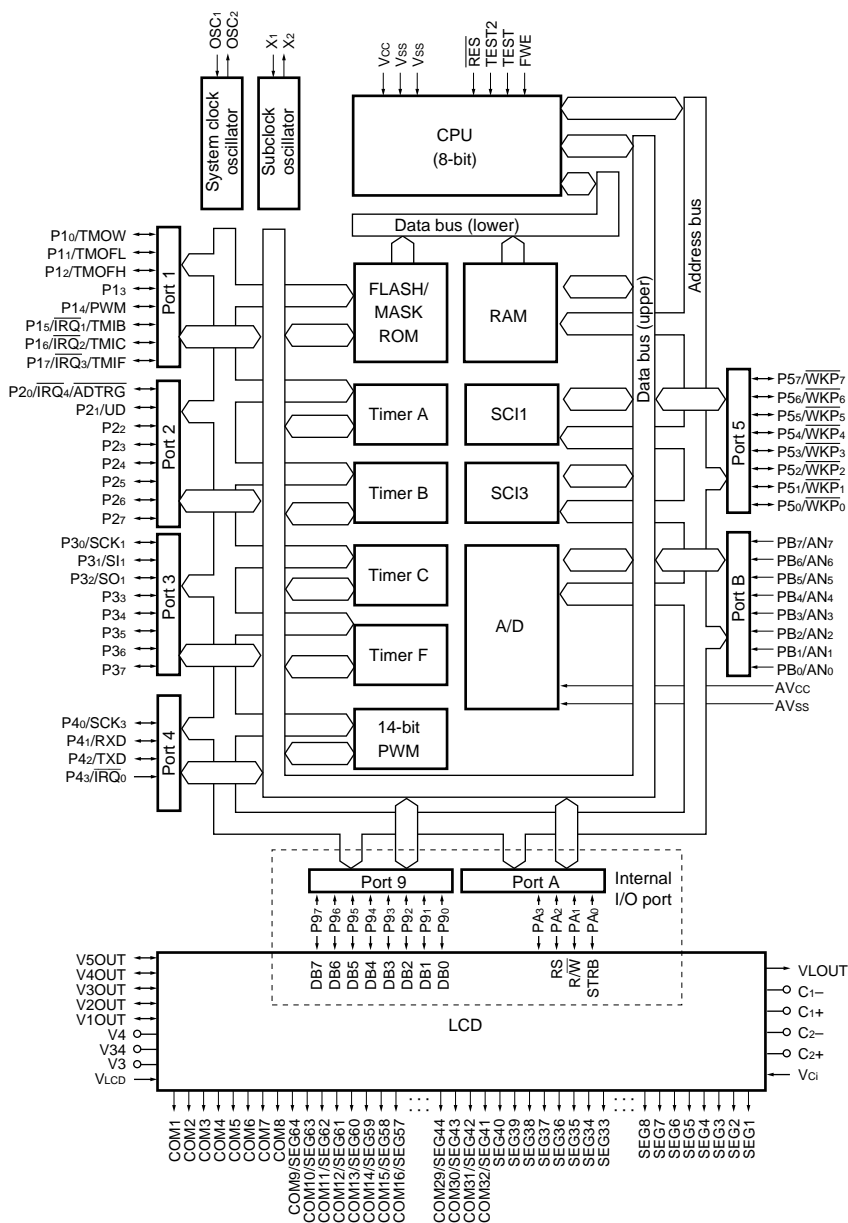 OSC1
OSC2
X1
X2
VCC
VSS
VSS
RES
TEST2
TEST
FWE
System clock
oscillator
Subclock
oscillator
CPU
(8-bit)
Data bus (lower)
Address bus
Data bus (upper)
P10/TMOW
P11/TMOFL
P12/TMOFH
P13
P14/PWM
P15/IRQ1/TMIB
P16/IRQ2/TMIC
P17/IRQ3/TMIF
Port 1
FLASH/
MASK
ROM
RAM
P20/IRQ4/ADTRG
P21/UD
P22
P23
P24
P25
P26
P27
Port 2
Timer A
SCI1
Timer B
SCI3
P57/WKP7
P56/WKP6
P55/WKP5
P54/WKP4
P53/WKP3
P52/WKP2
P51/WKP1
P50/WKP0
Port 5
P30/SCK1
P31/SI1
P32/SO1
P33
P34
P35
P36
P37
Port 3
Timer C
Timer F
A/D
PB7/AN7
PB6/AN6
PB5/AN5
PB4/AN4
PB3/AN3
PB2/AN2
PB1/AN1
PB0/AN0
Port B
AVCC
AVSS
P40/SCK3
P41/RXD
P42/TXD
P43/IRQ0
Port 4
14-bit
PWM
Port 9
Port A
Internal
I/O port
P97
P96
P95
P94
P93
P92
P91
P90
PA3
PA2
PA1
PA0
DB7
DB6
DB5
DB4
DB3
DB2
DB1
DB0
RS
R/W
STRB
LCD
V5OUT
V4OUT
V3OUT
V2OUT
V1OUT
V4
V34
V3
VLCD
VLOUT
C1–
C1+
C2–
C2+
VCi
COM1
COM2
COM3
COM4
COM5
COM6
COM7
COM8
COM9/SEG64
COM10/SEG63
COM11/SEG62
COM12/SEG61
COM13/SEG60
COM14/SEG59
COM15/SEG58
COM16/SEG57
COM29/SEG44
COM30/SEG43
COM31/SEG42
COM32/SEG41
SEG40
SEG39
SEG38
SEG37
SEG36
SEG35
SEG34
SEG33
SEG8
SEG7
SEG6
SEG5
SEG4
SEG3
SEG2
SEG1